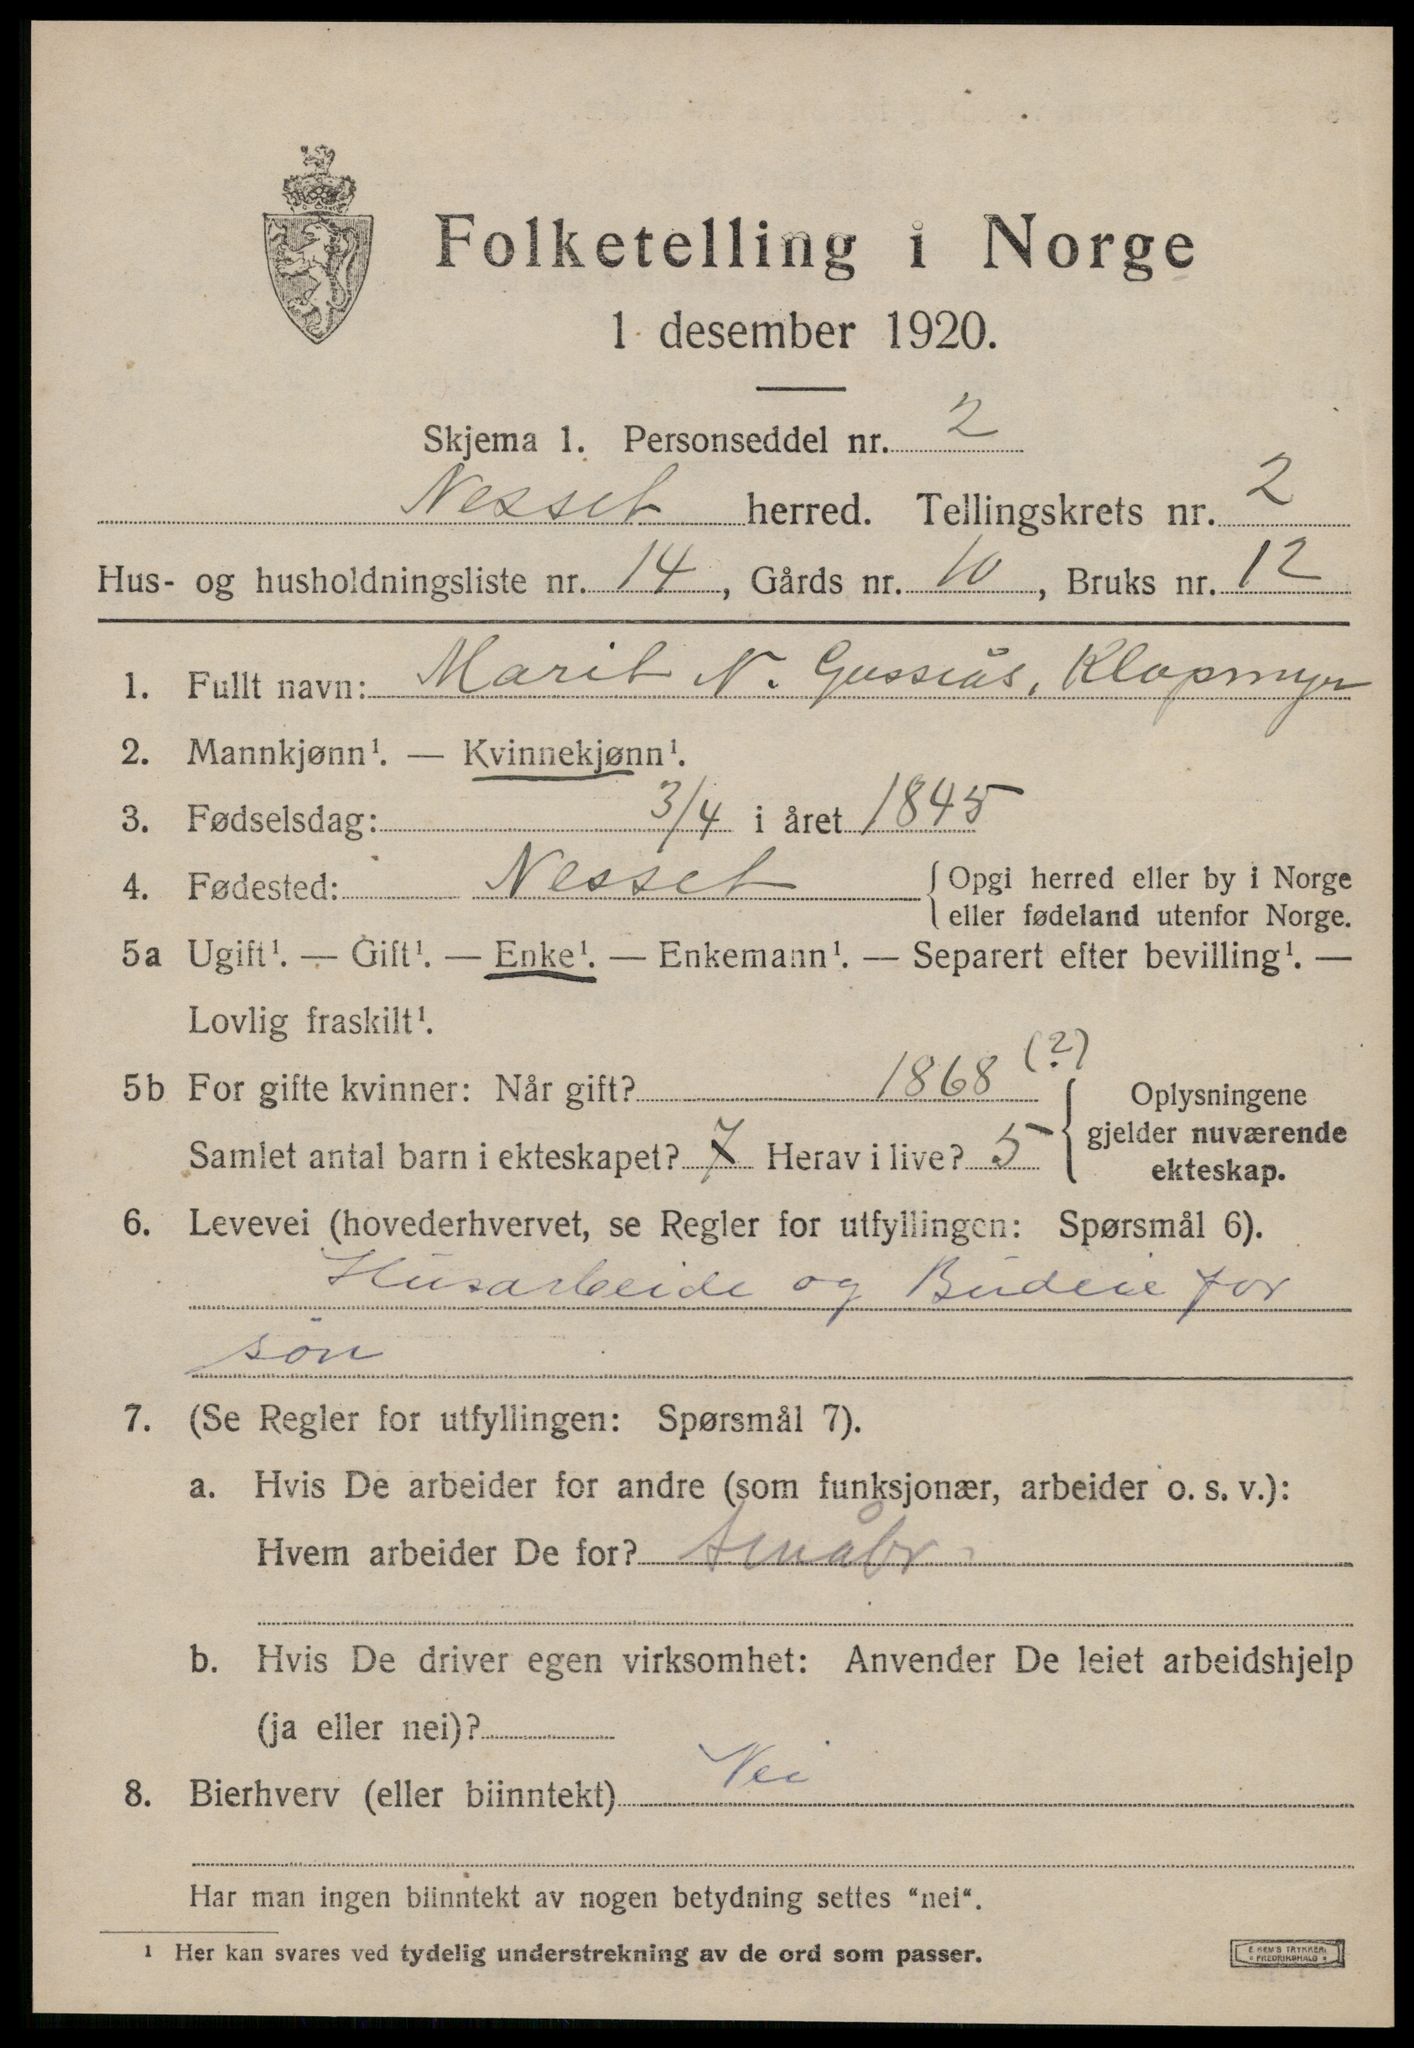 Folketelling i Norge
1 desember 1920.
Skjema 1. Personseddel nr. 2
Nesset herred. Tellingskrets nr. 2
Hus- og husholdningsliste nr. 14, Gårds nr. 10, Bruks nr. 12
1. Fullt navn: Marit N. Gussiås, Klopmyr
2. Mannkjønn¹. — Kvinnekjønn¹.
3. Fødselsdag: 3/4 i året 1845
4. Fødested: Nesset {Opgi herred eller by i Norge
eller fødeland utenfor Norge.
5a Ugift¹. — Gift¹. — Enke¹. — Enkemann¹. — Separert efter bevilling¹. —
Lovlig fraskilt¹.
5b For gifte kvinner: Når gift? 1868 (?)
Samlet antal barn i ekteskapet? 7 Herav i live? 5
Oplysningene
gjelder nuværende
ekteskap.
6. Levevei (hovederhvervet, se Regler for utfyllingen: Spørsmål 6).
Husarbeide og Budeie for
søn
7. (Se Regler for utfyllingen: Spørsmål 7).
a. Hvis De arbeider for andre (som funksjonær, arbeider o. s. v.):
Hvem arbeider De for? Småbr
b. Hvis De driver egen virksomhet: Anvender De leiet arbeidshjelp
(ja eller nei)?
8. Bierhverv (eller biinntekt) Nei
Har man ingen biinntekt av nogen betydning settes "nei".
¹ Her kan svares ved tydelig understrekning av de ord som passer.
E. SEM'S TRYKKERI
FREDRIKSHALD